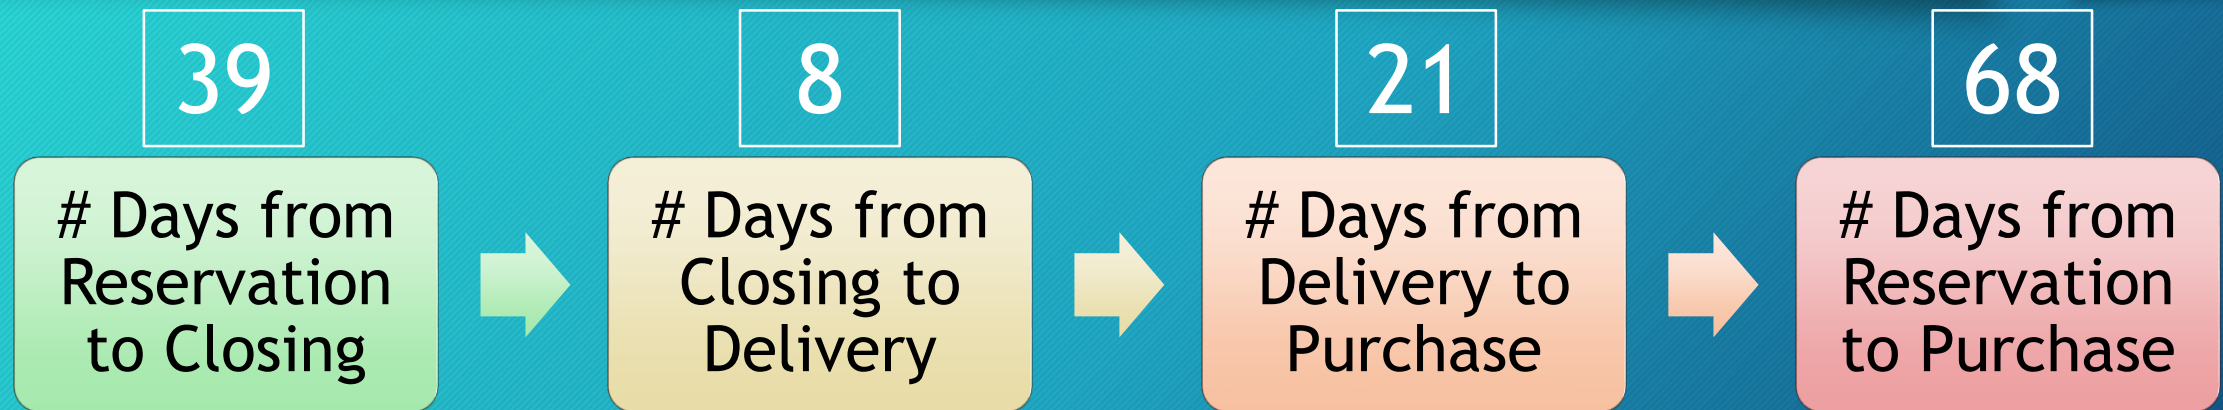 39
# Days from
Reservation
to Closing
8
# Days from
Closing to
Delivery
21
# Days from
Delivery to
Purchase
68
# Days from
Reservation
to Purchase